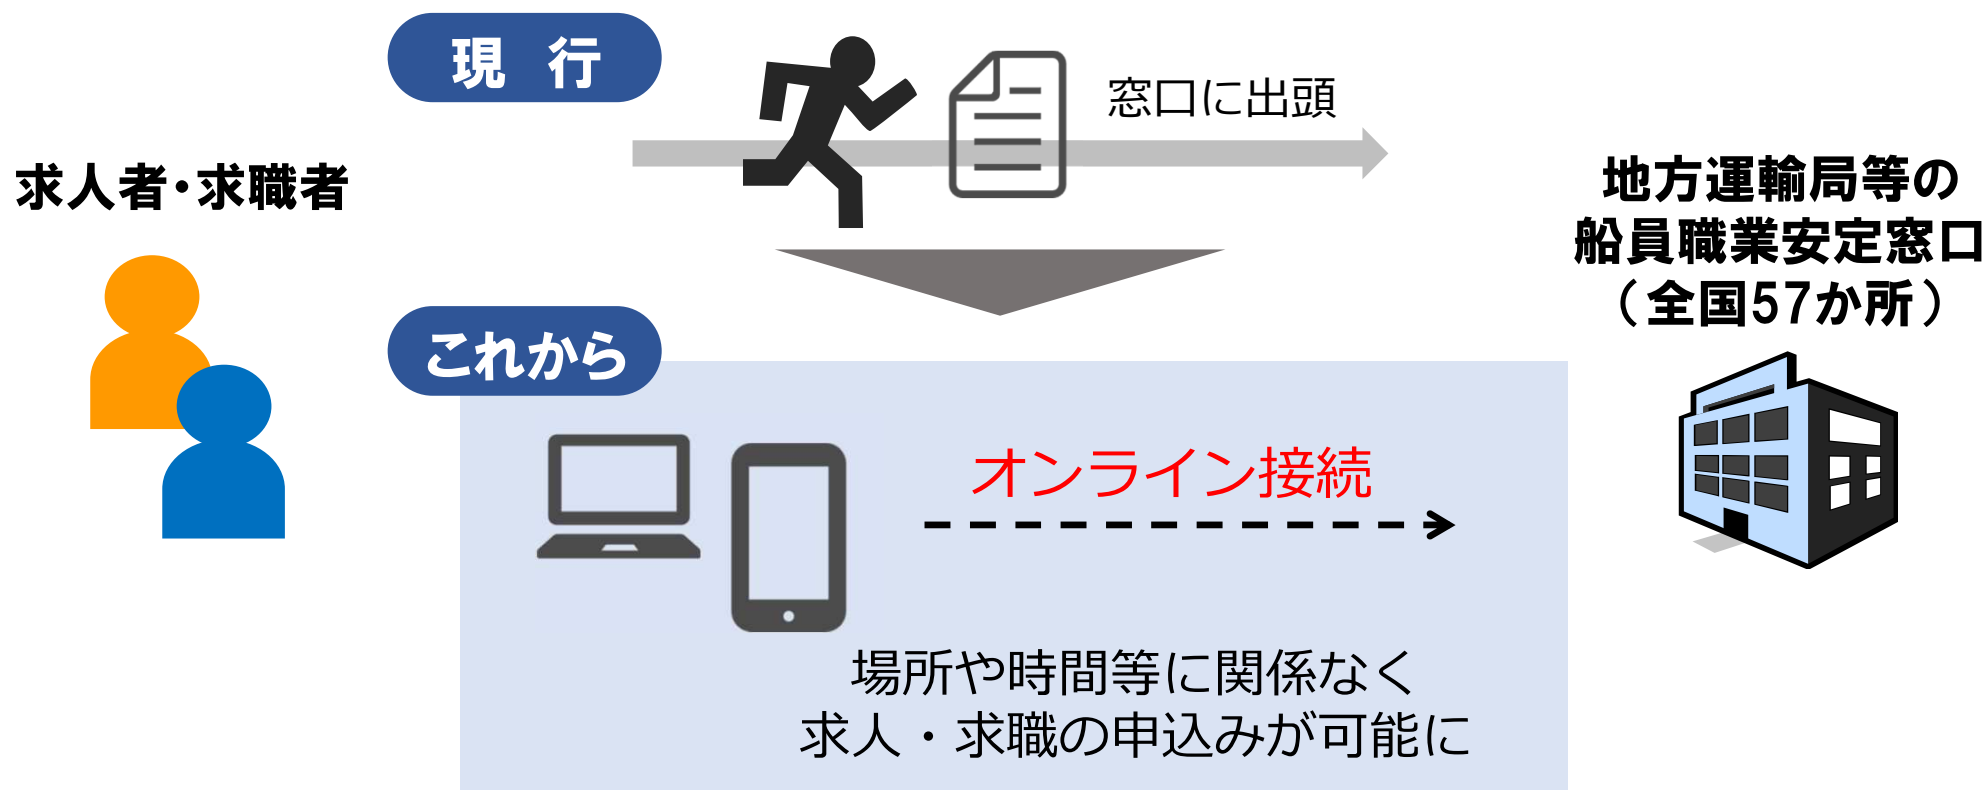 現 行
窓口に出頭
求人者・求職者
地方運輸局等の
船員職業安定窓口
(全国57か所)
これから
オンライン接続
場所や時間等に関係なく
求人・求職の申込みが可能に